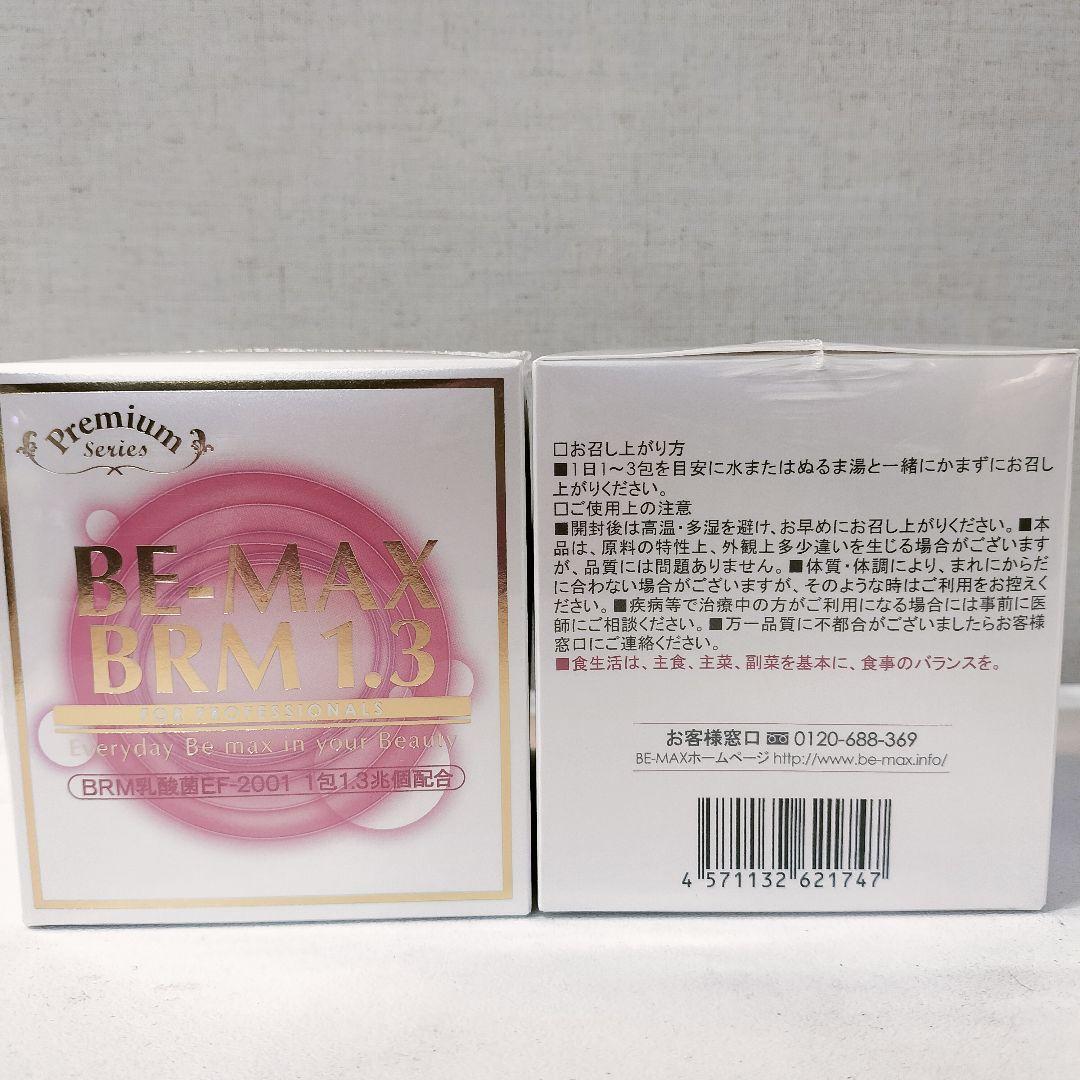 Premium
Series
BE-MAX
BRM 1.3
FOR PROFESSIONALS
Everyday Be max in your Beauty
BRM乳酸菌EF-2001 1包1.3兆個配合
□お召し上がり方
■1日1～3包を目安に水またはぬるま湯と一緒にかまずにお召し
上がりください。
□ご使用上の注意
■開封後は高温・多湿を避け、お早めにお召し上がりください。■本
品は、原料の特性上、外観上多少違いを生じる場合がございます
が、品質には問題ありません。■体質・体調により、まれにからだ
に合わない場合がございますが、そのような時はご利用をお控えく
ださい。■疾病等で治療中の方がご利用になる場合には事前に医
師にご相談ください。■万一品質に不都合がございましたらお客様
窓口にご連絡ください。
■食生活は、主食、主菜、副菜を基本に、食事のバランスを。
お客様窓口 0120-688-369
BE-MAXホームページ http://www.be-max.info/
4 571132 621747